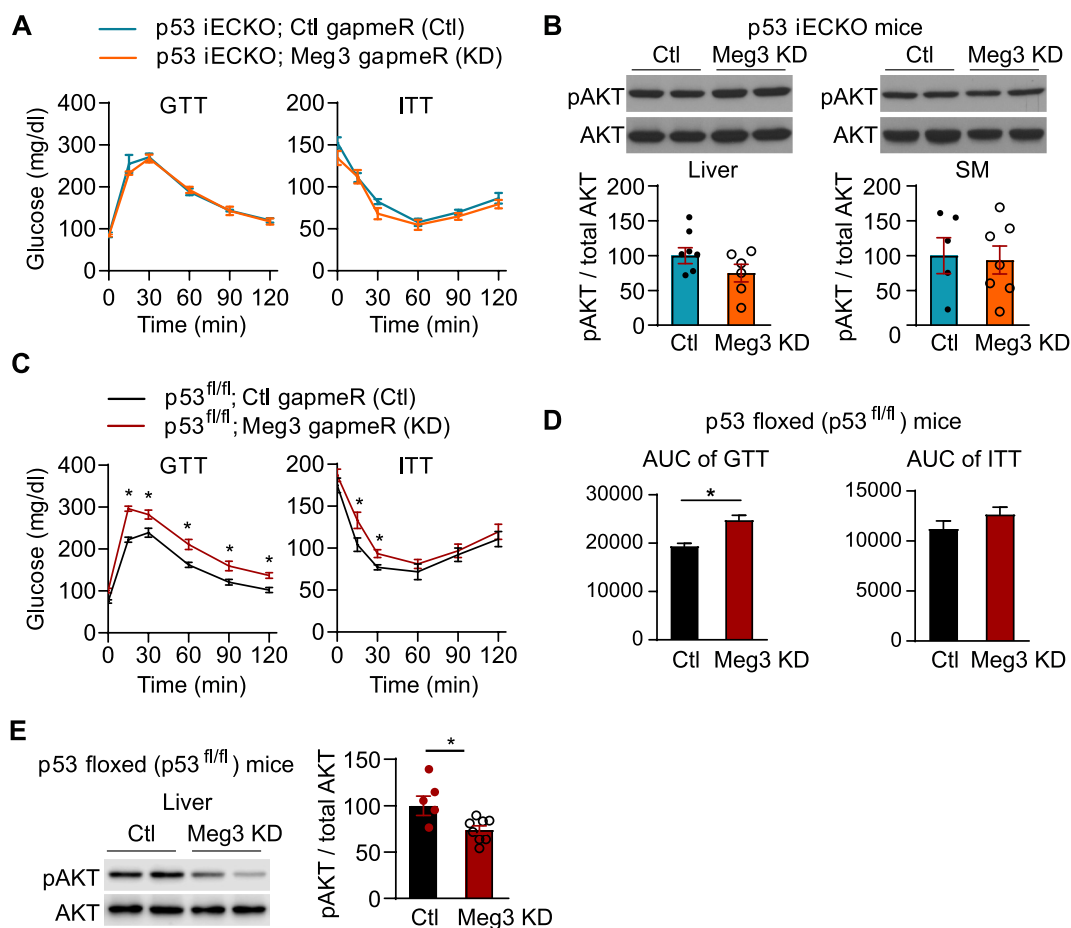 A
p53 iECKO; Ctl gapmeR (Ctl)
p53 iECKO; Meg3 gapmeR (KD)
GTT
ITT
Glucose (mg/dl)
400
300
200
100
0
200
150
100
50
0
0 30 60 90 120
0 30 60 90 120
Time (min)
Time (min)
B
p53 iECKO mice
Ctl Meg3 KD
Ctl Meg3 KD
pAKT
AKT
pAKT
AKT
Liver
SM
pAKT / total AKT
200
150
100
50
0
Ctl Meg3 KD
pAKT / total AKT
200
150
100
50
0
Ctl Meg3 KD
C
p53fl/fl; Ctl gapmeR (Ctl)
p53fl/fl; Meg3 gapmeR (KD)
GTT
ITT
Glucose (mg/dl)
400
300
200
100
0
* * * * *
200
150
100
50
0
* *
0 30 60 90 120
0 30 60 90 120
Time (min)
Time (min)
D
p53 floxed (p53fl/fl) mice
AUC of GTT
AUC of ITT
30000
20000
10000
0
*
Ctl Meg3 KD
15000
10000
5000
0
Ctl Meg3 KD
E
p53 floxed (p53 fl/fl) mice
Liver
Ctl Meg3 KD
pAKT
AKT
pAKT / total AKT
150
100
50
0
*
Ctl Meg3 KD